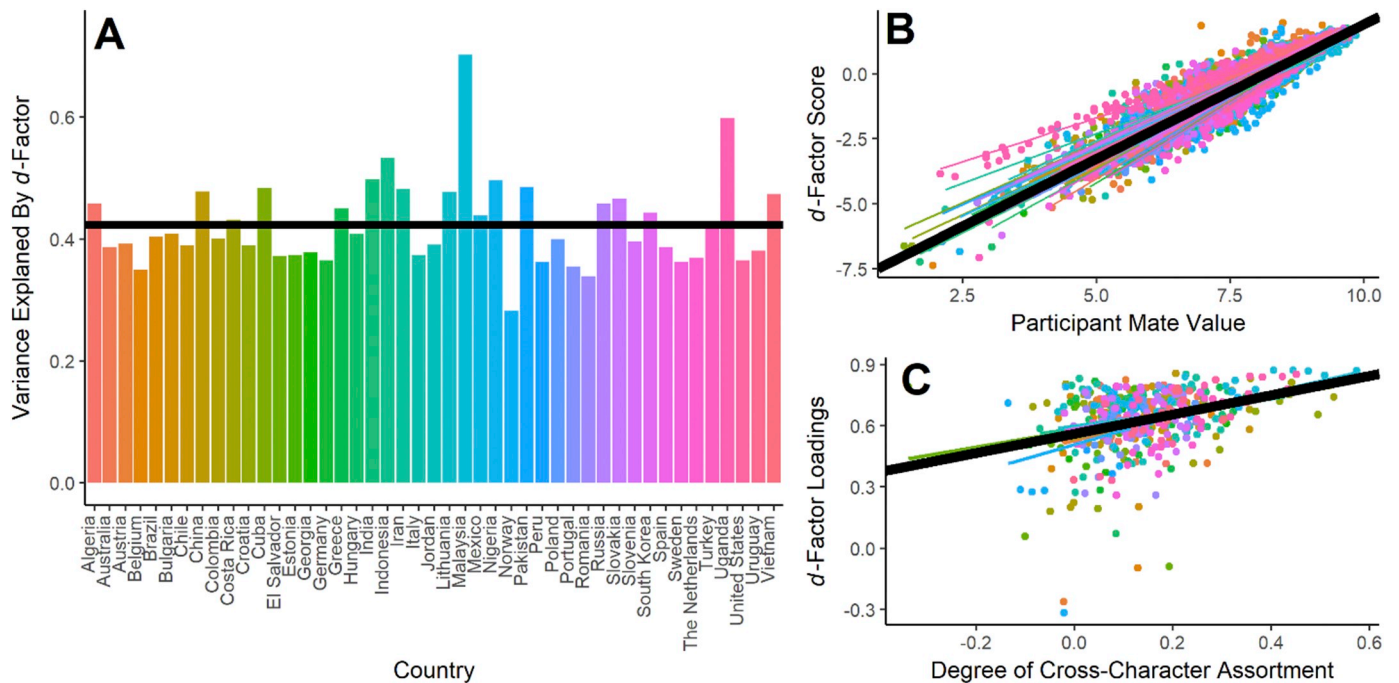 A
Variance Explaned By d-Factor
0.6
0.4
0.2
0.0
Algeria
Australia
Austria
Belgium
Brazil
Bulgaria
Chile
China
Colombia
Costa Rica
Croatia
Cuba
El Salvador
Estonia
Georgia
Germany
Greece
Hungary
India
Indonesia
Iran
Italy
Jordan
Lithuania
Malaysia
Mexico
Nigeria
Norway
Pakistan
Peru
Poland
Portugal
Romania
Russia
Slovakia
Slovenia
South Korea
Spain
Sweden
The Netherlands
Turkey
Uganda
United States
Uruguay
Vietnam
Country
B
d-Factor Score
0.0
-2.5
-5.0
-7.5
2.5
5.0
7.5
10.0
Participant Mate Value
C
d-Factor Loadings
0.9
0.6
0.3
0.0
-0.3
-0.2
0.0
0.2
0.4
0.6
Degree of Cross-Character Assortment